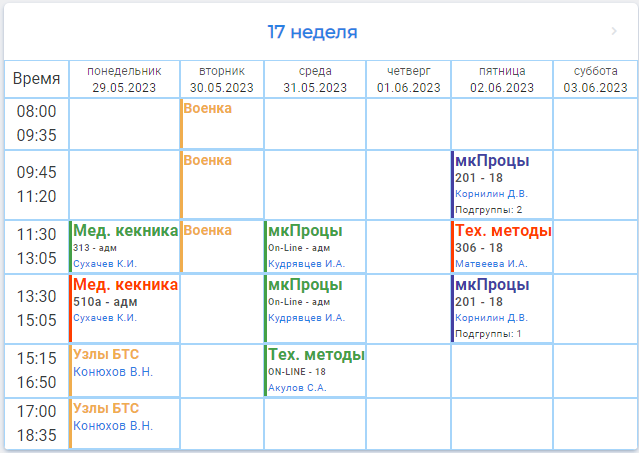 17 неделя
Время
понедельник
29.05.2023
вторник
30.05.2023
среда
31.05.2023
четверг
01.06.2023
пятница
02.06.2023
суббота
03.06.2023
08:00
09:35
Военка
09:45
11:20
Военка
мкПроцы
201 - 18
Корнилин Д.В.
Подгруппы: 2
11:30
13:05
Мед. кекника
313 - адм
Сухачев К.И.
Военка
мкПроцы
On-Line - адм
Кудрявцев И.А.
Тех. методы
306 - 18
Матвеева И.А.
13:30
15:05
Мед. кекника
510а - адм
Сухачев К.И.
мкПроцы
On-Line - адм
Кудрявцев И.А.
мкПроцы
201 - 18
Корнилин Д.В.
Подгруппы: 1
15:15
16:50
Узлы БТС
Конюхов В.Н.
Тех. методы
ON-LINE - 18
Акулов С.А.
17:00
18:35
Узлы БТС
Конюхов В.Н.